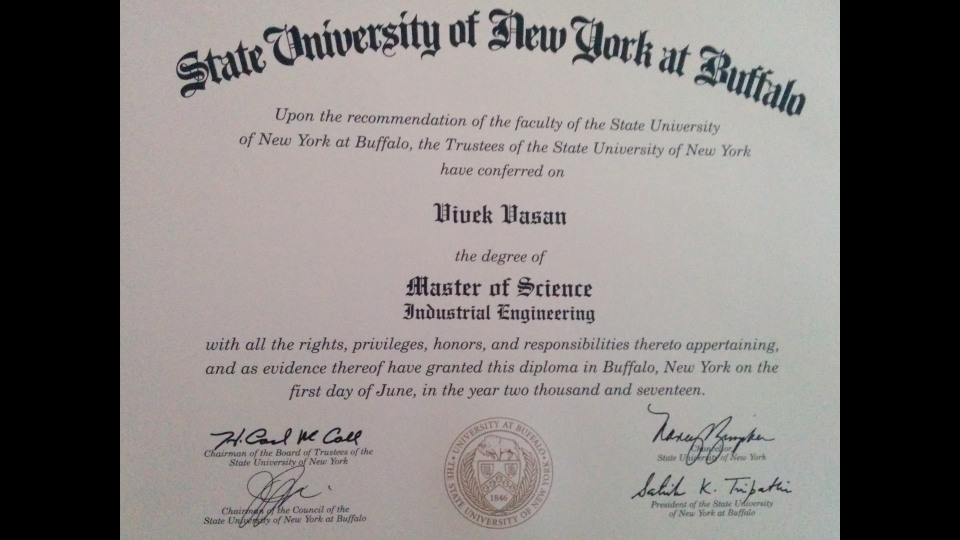 State University of New York at Buffalo
Upon the recommendation of the faculty of the State University
of New York at Buffalo, the Trustees of the State University of New York
have conferred on
Vivek Vasan
the degree of
Master of Science
Industrial Engineering
with all the rights, privileges, honors, and responsibilities thereto appertaining,
and as evidence thereof have granted this diploma in Buffalo, New York on the
first day of June, in the year two thousand and seventeen.
H. Carl McCall
Chairman of the Board of Trustees of the
State University of New York
Chairman of the Council of the
State University of New York at Buffalo
UNIVERSITY AT BUFFALO
THE STATE UNIVERSITY OF NEW YORK
1846
Chancellor
State University of New York
Satish K. Tripathi
President of the State University
of New York at Buffalo